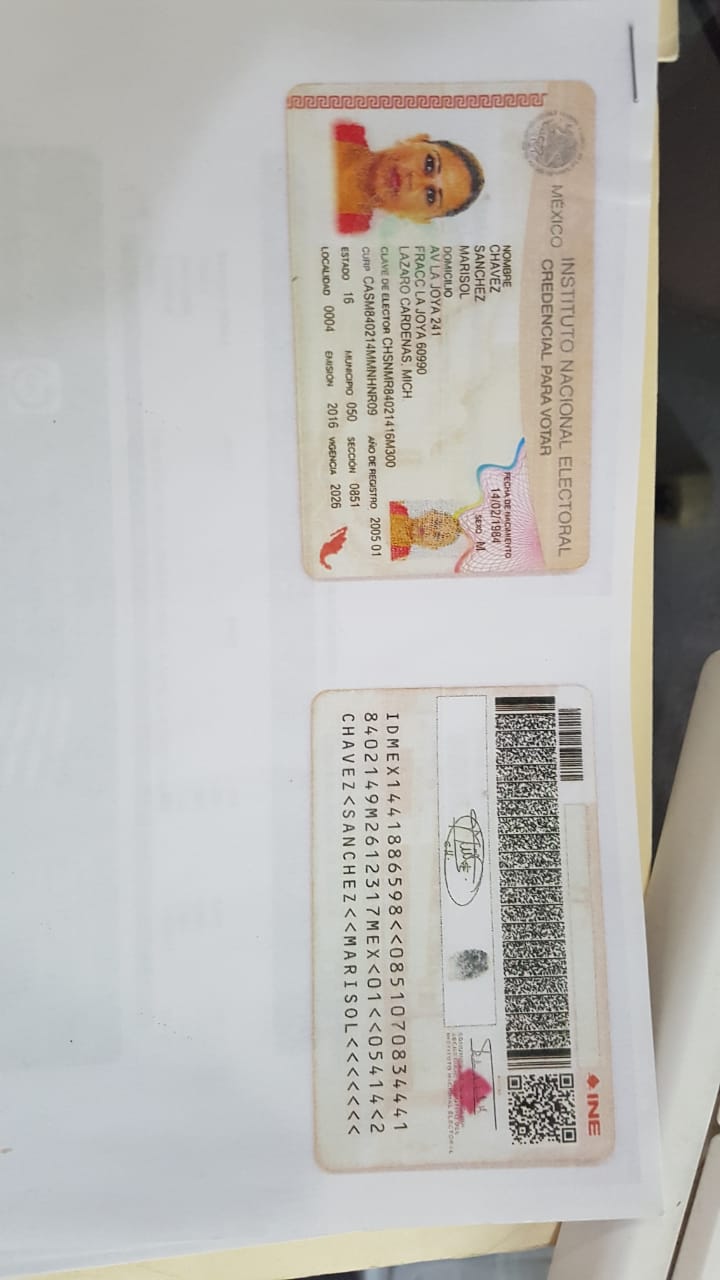 MÉXICO INSTITUTO NACIONAL ELECTORAL
CREDENCIAL PARA VOTAR
NOMBRE
CHAVEZ
SANCHEZ
MARISOL
FECHA DE NACIMIENTO
14/02/1984
SEXO M
DOMICILIO
AV LA JOYA 241
FRACC LA JOYA 60990
LAZARO CARDENAS, MICH
CLAVE DE ELECTOR CHSNMR84021416M300
CURP CASM840214MMNHNR09 AÑO DE REGISTRO 2005 01
ESTADO 16 MUNICIPIO 050 SECCIÓN 0851
LOCALIDAD 0004 EMISIÓN 2016 VIGENCIA 2026
INE
INSTITUTO NACIONAL ELECTORAL
IDMEX1441886598<<0851070834441
8402149M2612317MEX<01<<05414<2
CHAVEZ<SANCHEZ<<MARISOL<<<<<<<